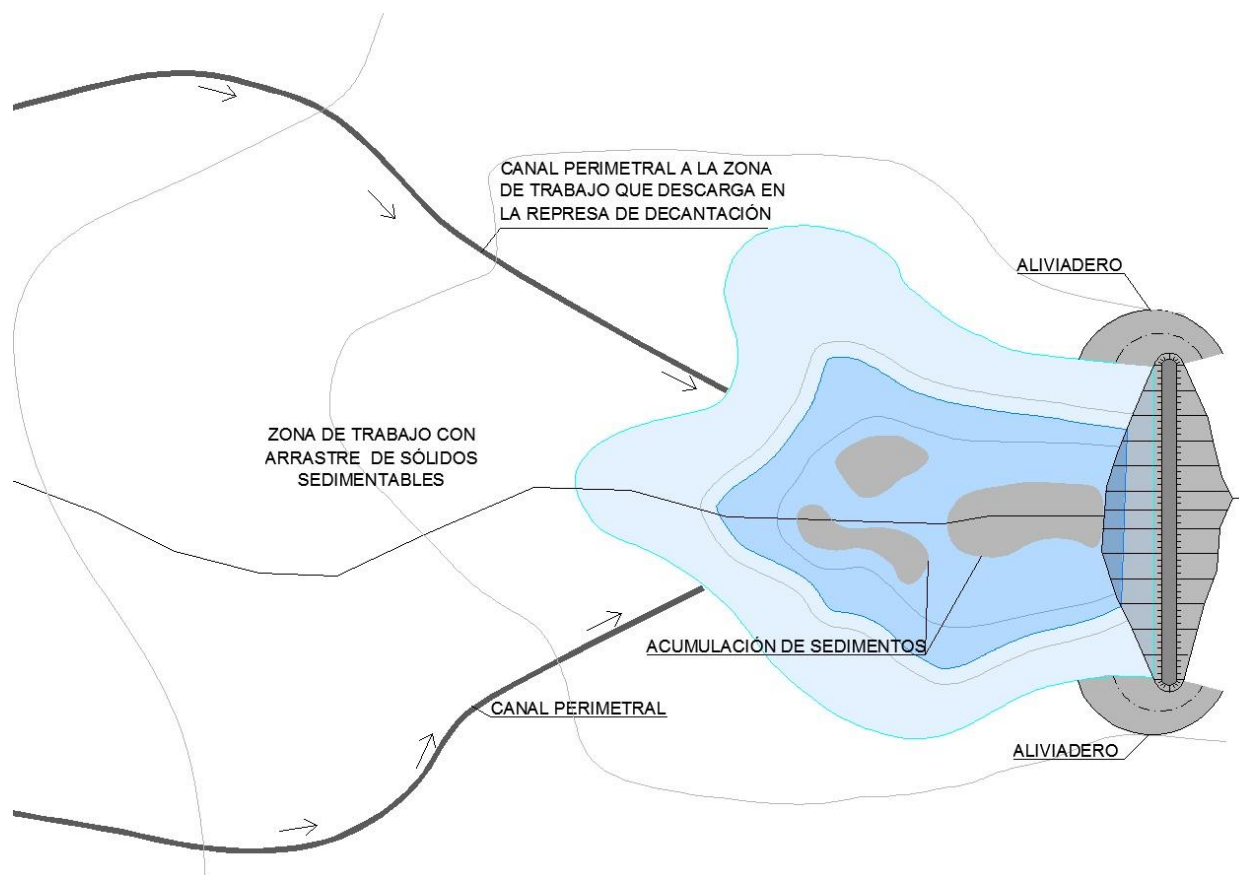 CANAL PERIMETRAL A LA ZONA
DE TRABAJO QUE DESCARGA EN
LA REPRESA DE DECANTACIÓN
ALIVIADERO
ZONA DE TRABAJO CON
ARRASTRE DE SÓLIDOS
SEDIMENTABLES
ACUMULACIÓN DE SEDIMENTOS
CANAL PERIMETRAL
ALIVIADERO